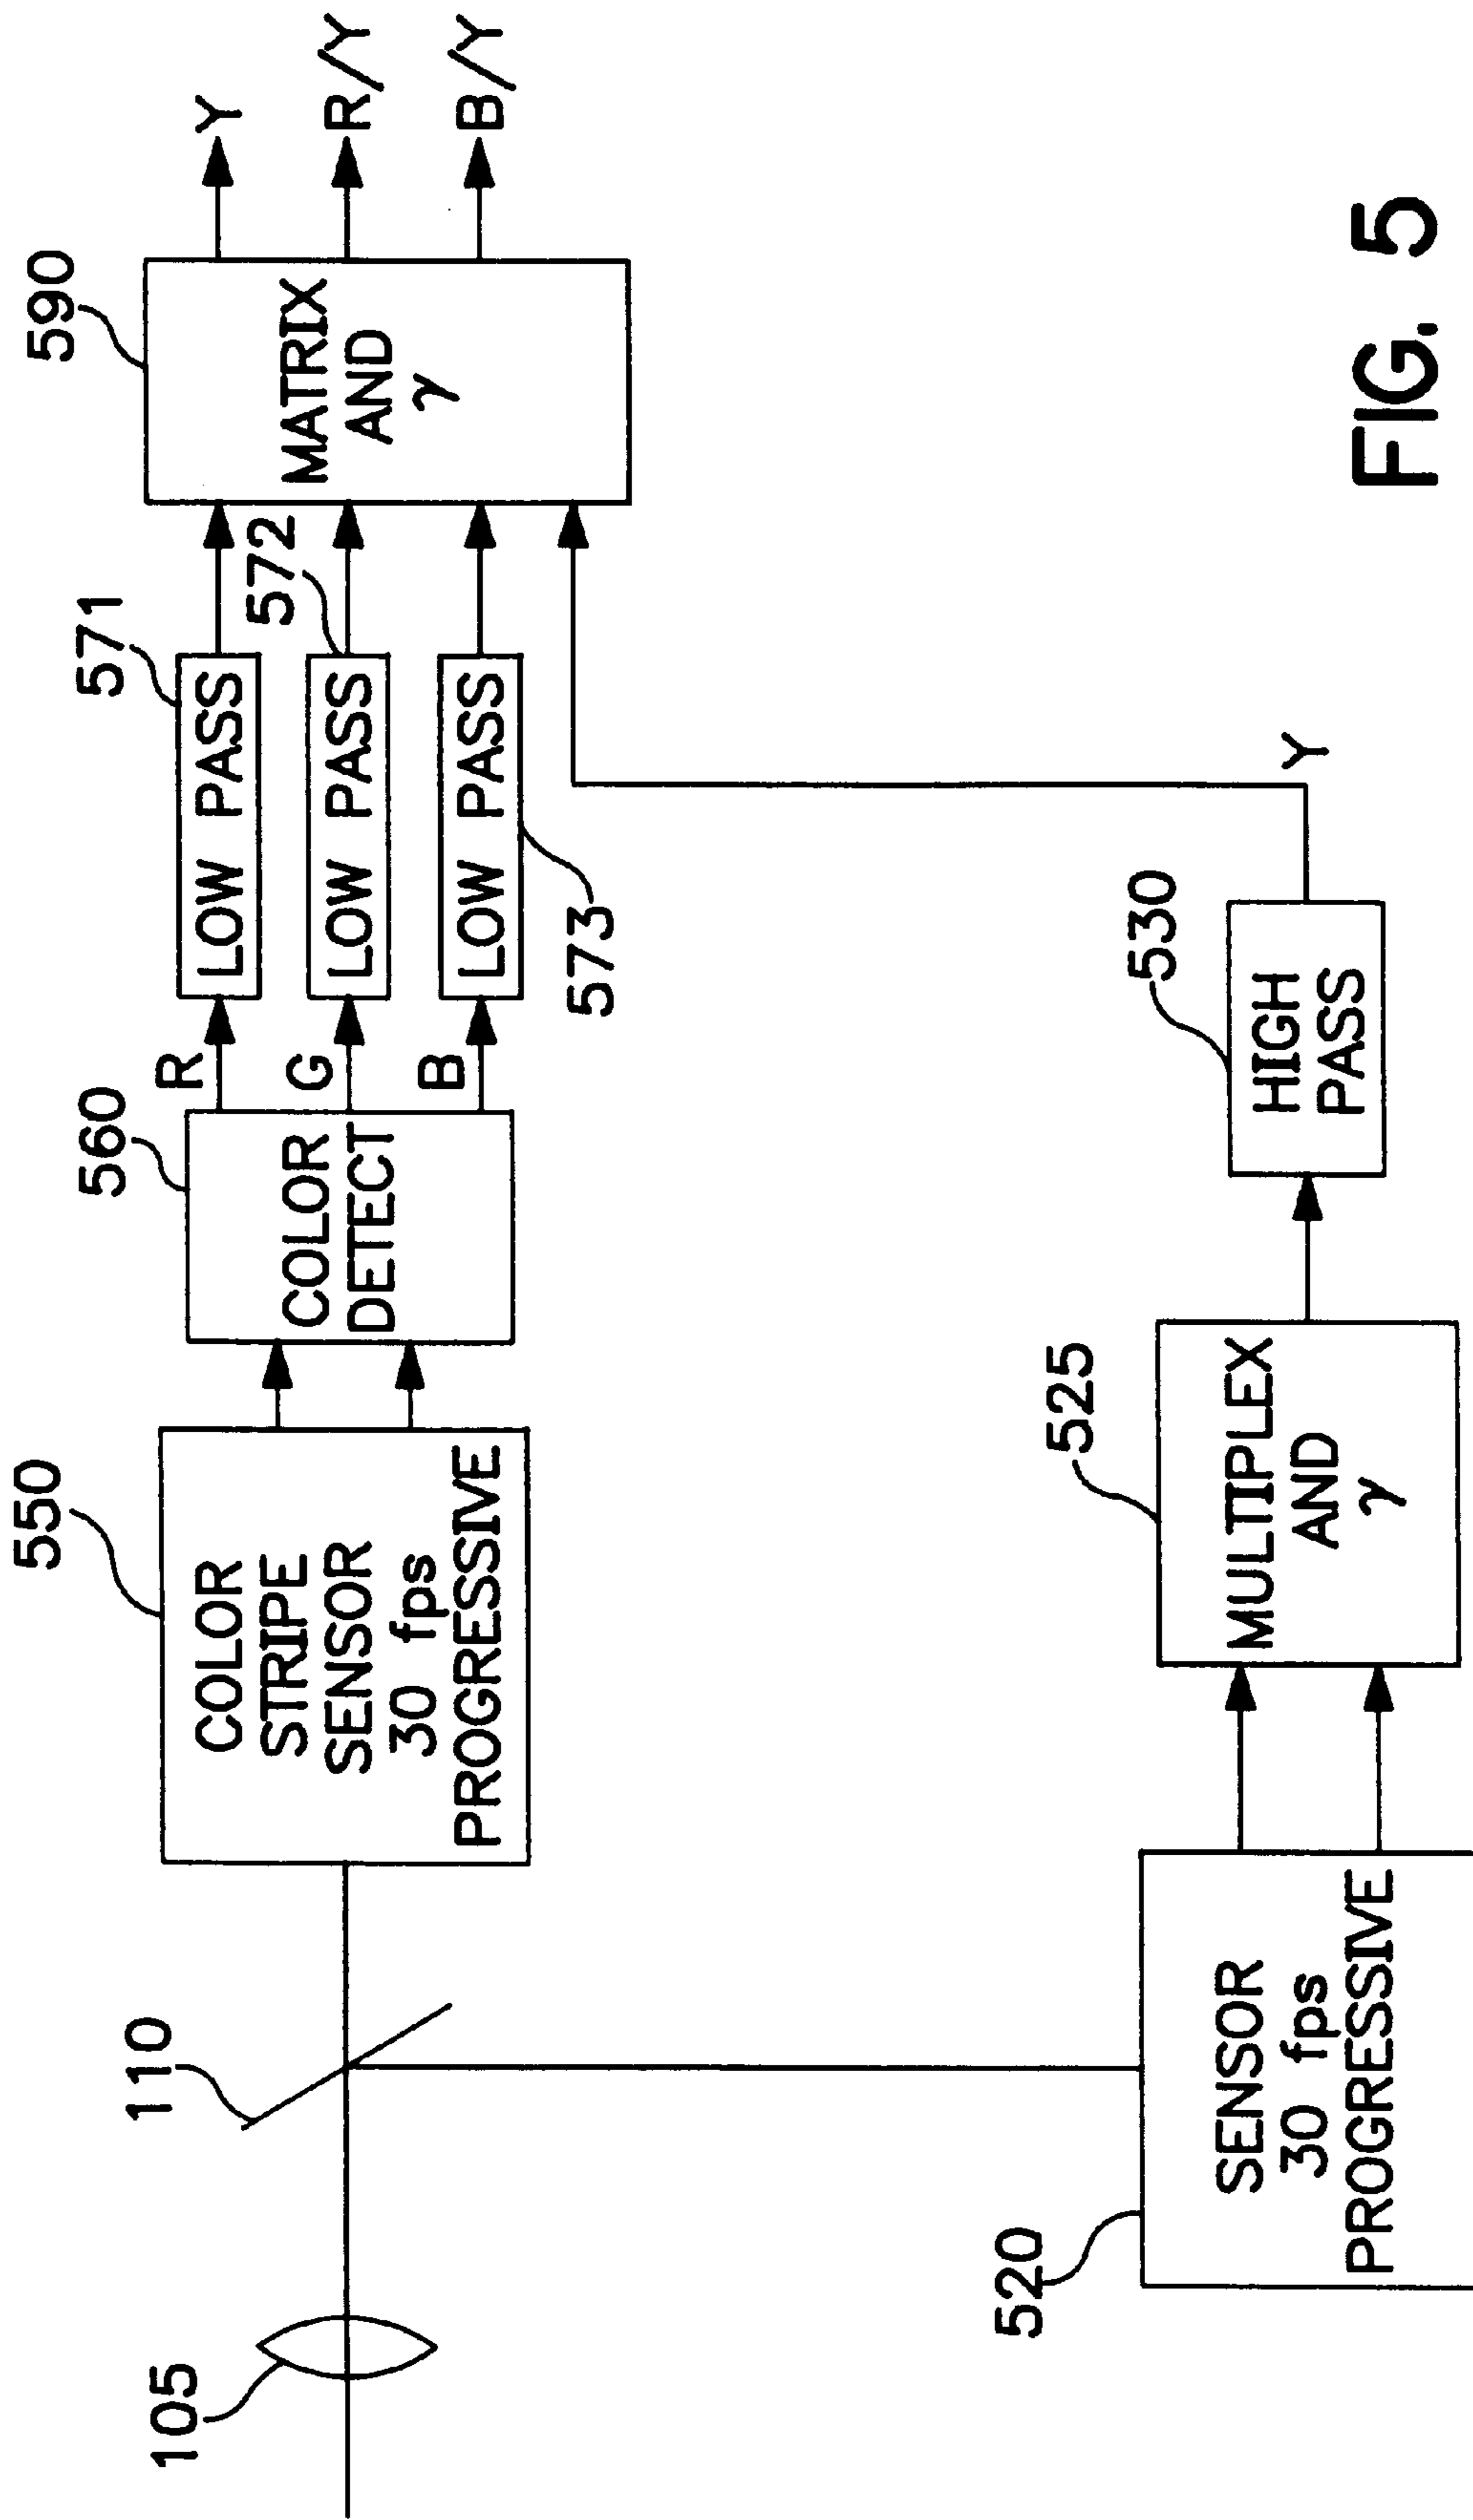 105
110
550
COLOR
STRIPE
SENSOR
30 fps
PROGRESSIVE
560
COLOR
DETECT
R
G
B
571
LOW PASS
572
LOW PASS
573
LOW PASS
590
MATRIX
AND
γ
Y
R/Y
B/Y
520
SENSOR
30 fps
PROGRESSIVE
525
MULTIPLEX
AND
γ
530
HIGH
PASS
Y
FIG. 5